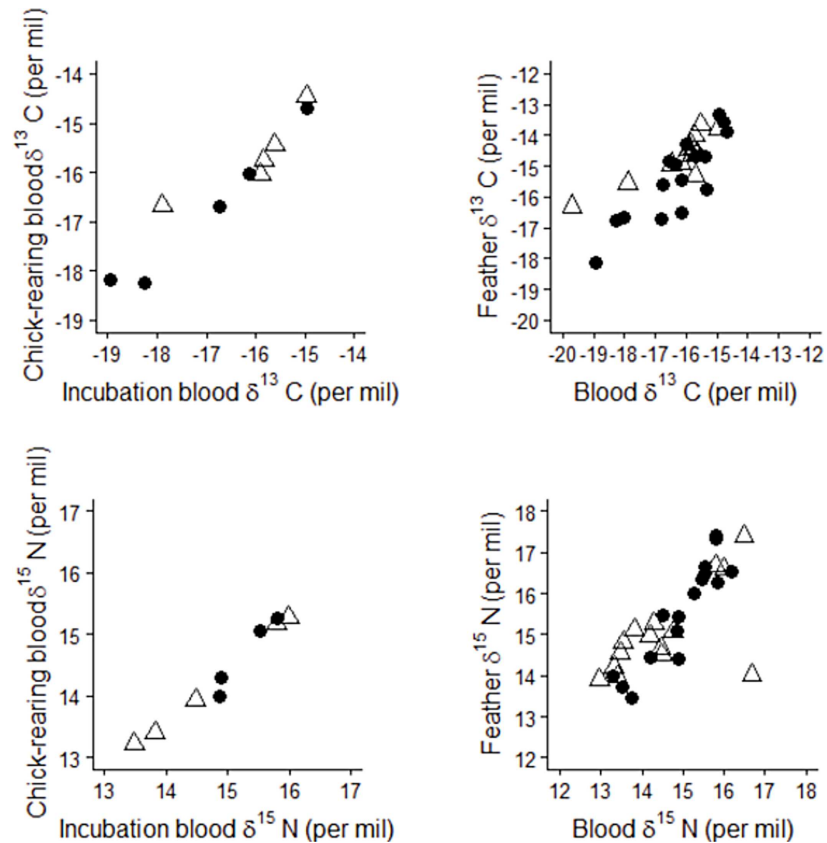 Chick-rearing blood δ¹³ C (per mil)
-14
-15
-16
-17
-18
-19
-19 -18 -17 -16 -15 -14
Incubation blood δ¹³ C (per mil)
Feather δ¹³ C (per mil)
-12
-13
-14
-15
-16
-17
-18
-19
-20
-20 -19 -18 -17 -16 -15 -14 -13 -12
Blood δ¹³ C (per mil)
Chick-rearing blood δ¹⁵ N (per mil)
17
16
15
14
13
13 14 15 16 17
Incubation blood δ¹⁵ N (per mil)
Feather δ¹⁵ N (per mil)
18
17
16
15
14
13
12
12 13 14 15 16 17 18
Blood δ¹⁵ N (per mil)